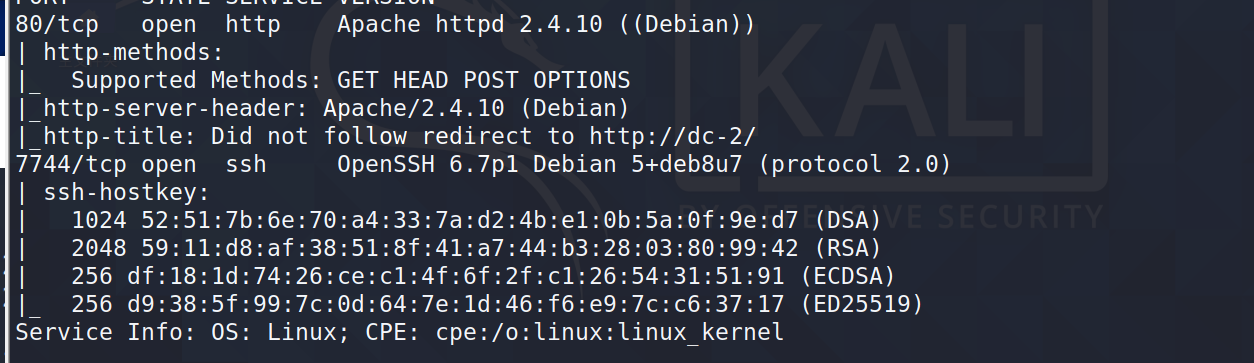 PORT     STATE SERVICE VERSION
80/tcp   open  http    Apache httpd 2.4.10 ((Debian))
| http-methods:
|_  Supported Methods: GET HEAD POST OPTIONS
|_http-server-header: Apache/2.4.10 (Debian)
|_http-title: Did not follow redirect to http://dc-2/
7744/tcp open  ssh     OpenSSH 6.7p1 Debian 5+deb8u7 (protocol 2.0)
| ssh-hostkey:
|   1024 52:51:7b:6e:70:a4:33:7a:d2:4b:e1:0b:5a:0f:9e:d7 (DSA)
|   2048 59:11:d8:af:38:51:8f:41:a7:44:b3:28:03:80:99:42 (RSA)
|   256 df:18:1d:74:26:ce:c1:4f:6f:2f:c1:26:54:31:51:91 (ECDSA)
|_  256 d9:38:5f:99:7c:0d:64:7e:1d:46:f6:e9:7c:c6:37:17 (ED25519)
Service Info: OS: Linux; CPE: cpe:/o:linux:linux_kernel
KALI
BY OFFENSIVE SECURITY